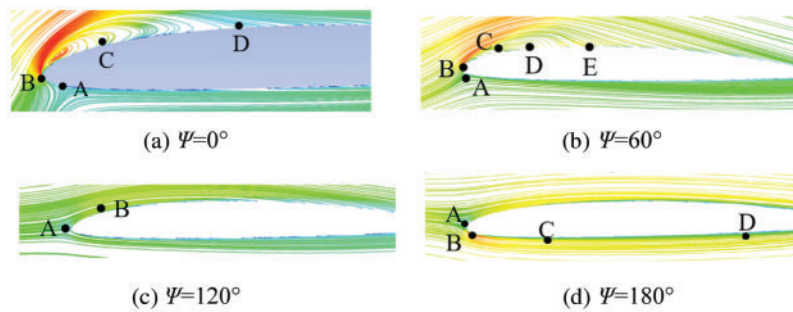 B A C D
(a) Ψ=0°
B A C D E
(b) Ψ=60°
A B
(c) Ψ=120°
A B C D
(d) Ψ=180°